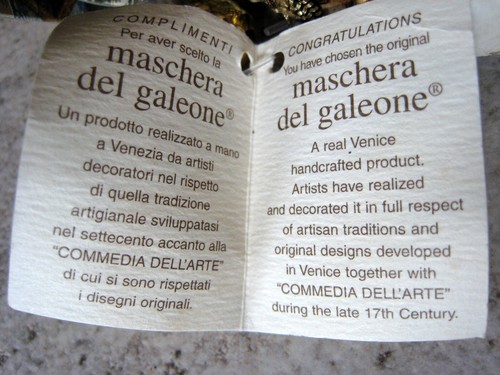 COMPLIMENTI
Per aver scelto la
maschera
del galeone®
Un prodotto realizzato a mano
a Venezia da artisti
decoratori nel rispetto
di quella tradizione
artigianale sviluppatasi
nel settecento accanto alla
“COMMEDIA DELL'ARTE”
di cui si sono rispettati
i disegni originali.
CONGRATULATIONS
You have chosen the original
maschera
del galeone®
A real Venice
handcrafted product.
Artists have realized
and decorated it in full respect
of artisan traditions and
original designs developed
in Venice together with
“COMMEDIA DELL'ARTE”
during the late 17th Century.